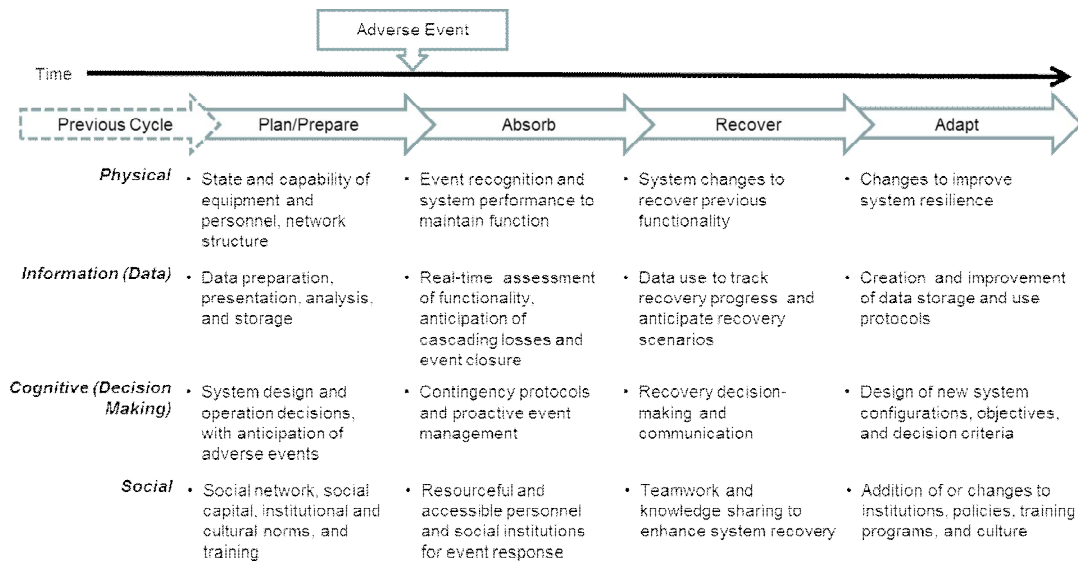 Adverse Event
Time
Previous Cycle
Plan/Prepare
Absorb
Recover
Adapt
Physical
• State and capability of
equipment and
personnel, network
structure
• Event recognition and
system performance to
maintain function
• System changes to
recover previous
functionality
• Changes to improve
system resilience
Information (Data)
• Data preparation,
presentation, analysis,
and storage
• Real-time assessment
of functionality,
anticipation of
cascading losses and
event closure
• Data use to track
recovery progress and
anticipate recovery
scenarios
• Creation and improvement
of data storage and use
protocols
Cognitive (Decision
Making)
• System design and
operation decisions,
with anticipation of
adverse events
• Contingency protocols
and proactive event
management
• Recovery decision-
making and
communication
• Design of new system
configurations, objectives,
and decision criteria
Social
• Social network, social
capital, institutional and
cultural norms, and
training
• Resourceful and
accessible personnel
and social institutions
for event response
• Teamwork and
knowledge sharing to
enhance system recovery
• Addition of or changes to
institutions, policies, training
programs, and culture